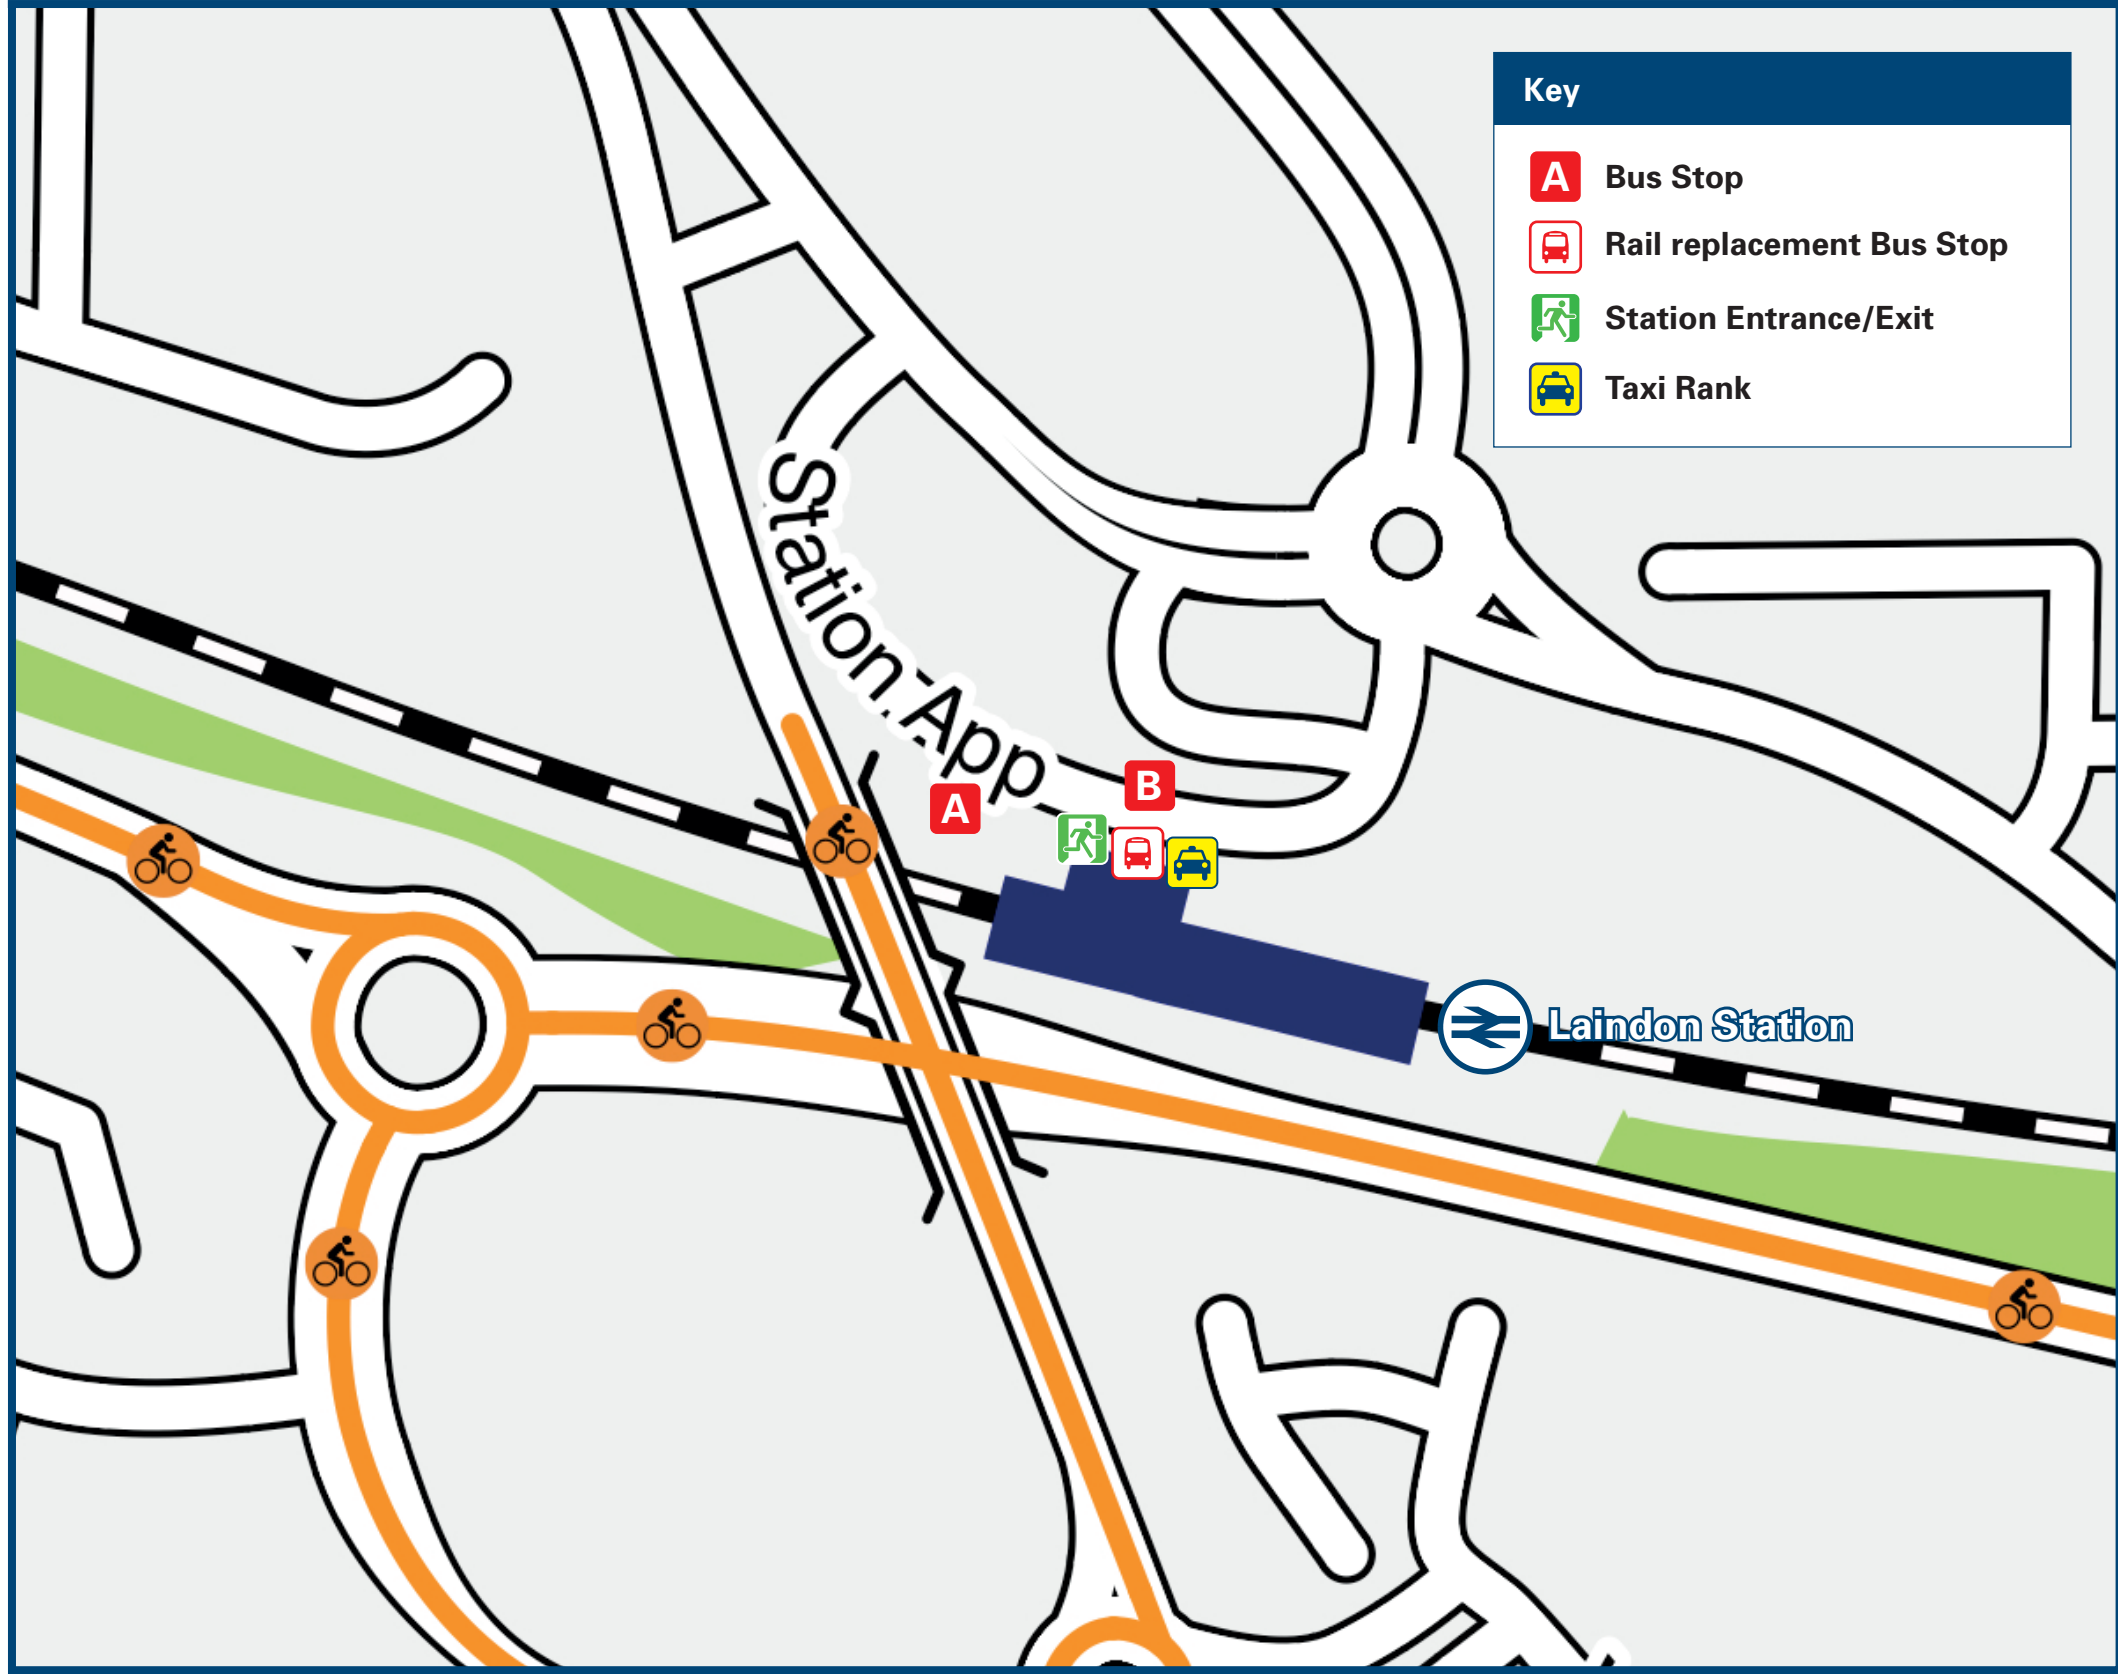 Key
A Bus Stop
Rail replacement Bus Stop
Station Entrance/Exit
Taxi Rank
Station App
A
B
Laindon Station